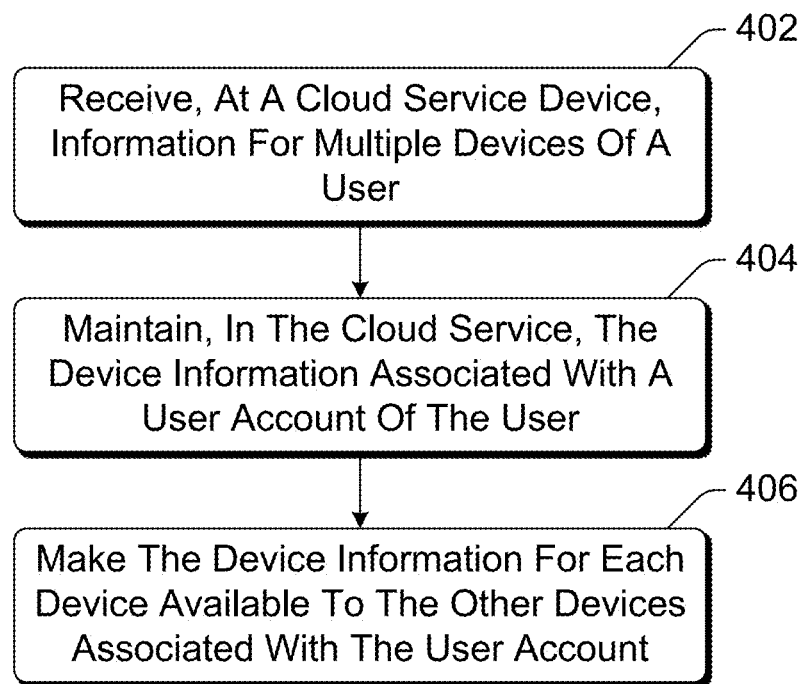 402
Receive, At A Cloud Service Device,
Information For Multiple Devices Of A
User
404
Maintain, In The Cloud Service, The
Device Information Associated With A
User Account Of The User
406
Make The Device Information For Each
Device Available To The Other Devices
Associated With The User Account